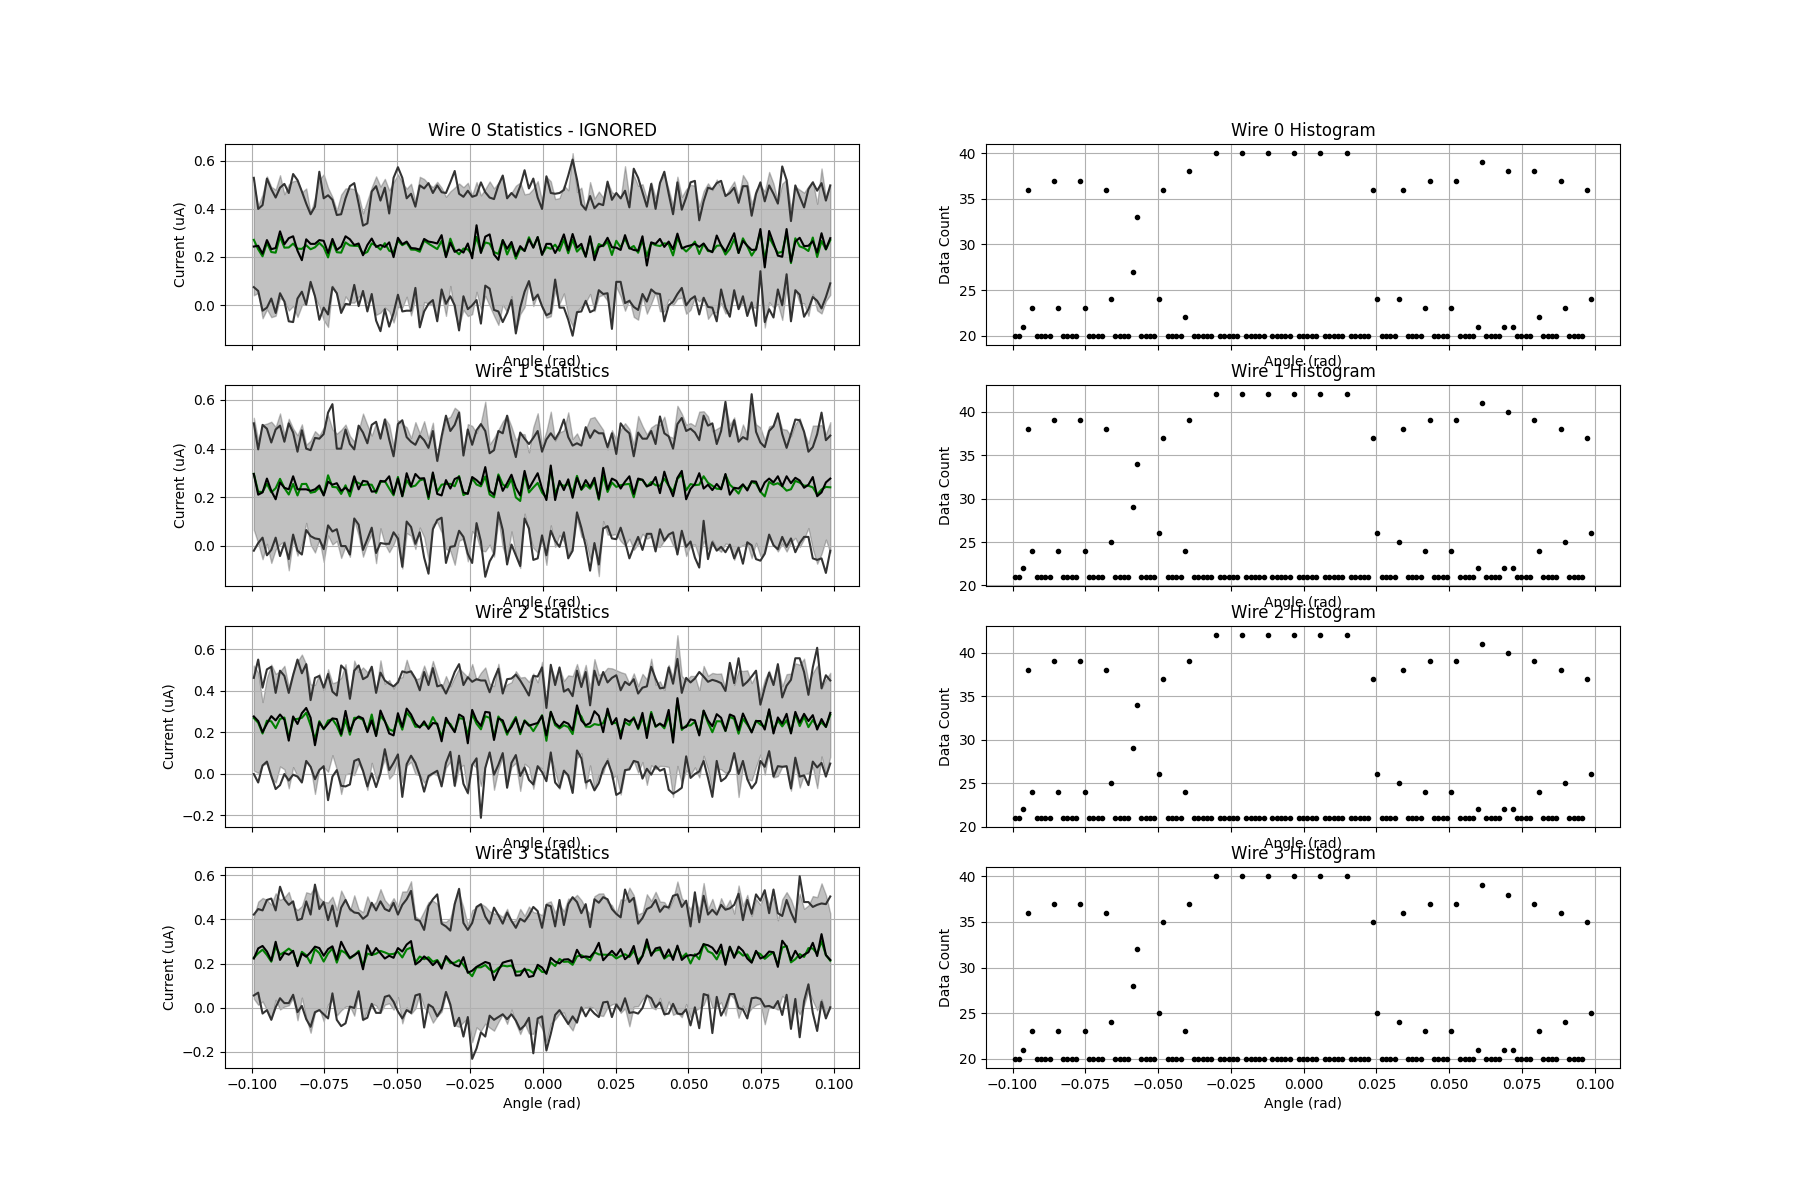 Wire 0 Statistics - IGNORED
Current (uA)
0.6
0.4
0.2
0.0
Angle (rad)
Wire 0 Histogram
Data Count
40
35
30
25
20
Angle (rad)
Wire 1 Statistics
Current (uA)
0.6
0.4
0.2
0.0
Angle (rad)
Wire 1 Histogram
Data Count
40
35
30
25
20
Angle (rad)
Wire 2 Statistics
Current (uA)
0.6
0.4
0.2
0.0
−0.2
Angle (rad)
Wire 2 Histogram
Data Count
40
35
30
25
20
Angle (rad)
Wire 3 Statistics
Current (uA)
0.6
0.4
0.2
0.0
−0.2
−0.100 −0.075 −0.050 −0.025 0.000 0.025 0.050 0.075 0.100
Angle (rad)
Wire 3 Histogram
Data Count
40
35
30
25
20
−0.100 −0.075 −0.050 −0.025 0.000 0.025 0.050 0.075 0.100
Angle (rad)